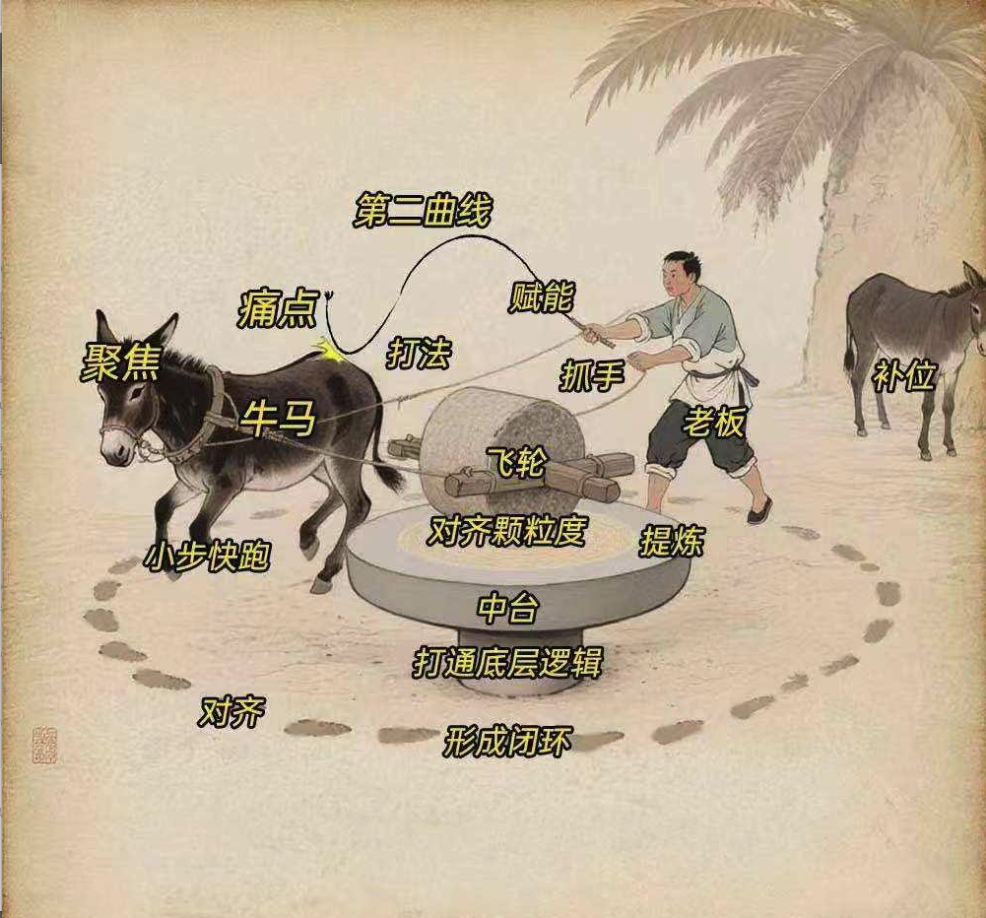 第二曲线
痛点
赋能
聚焦
打法
抓手
补位
牛马
老板
飞轮
对齐颗粒度
提炼
小步快跑
中台
打通底层逻辑
对齐
形成闭环